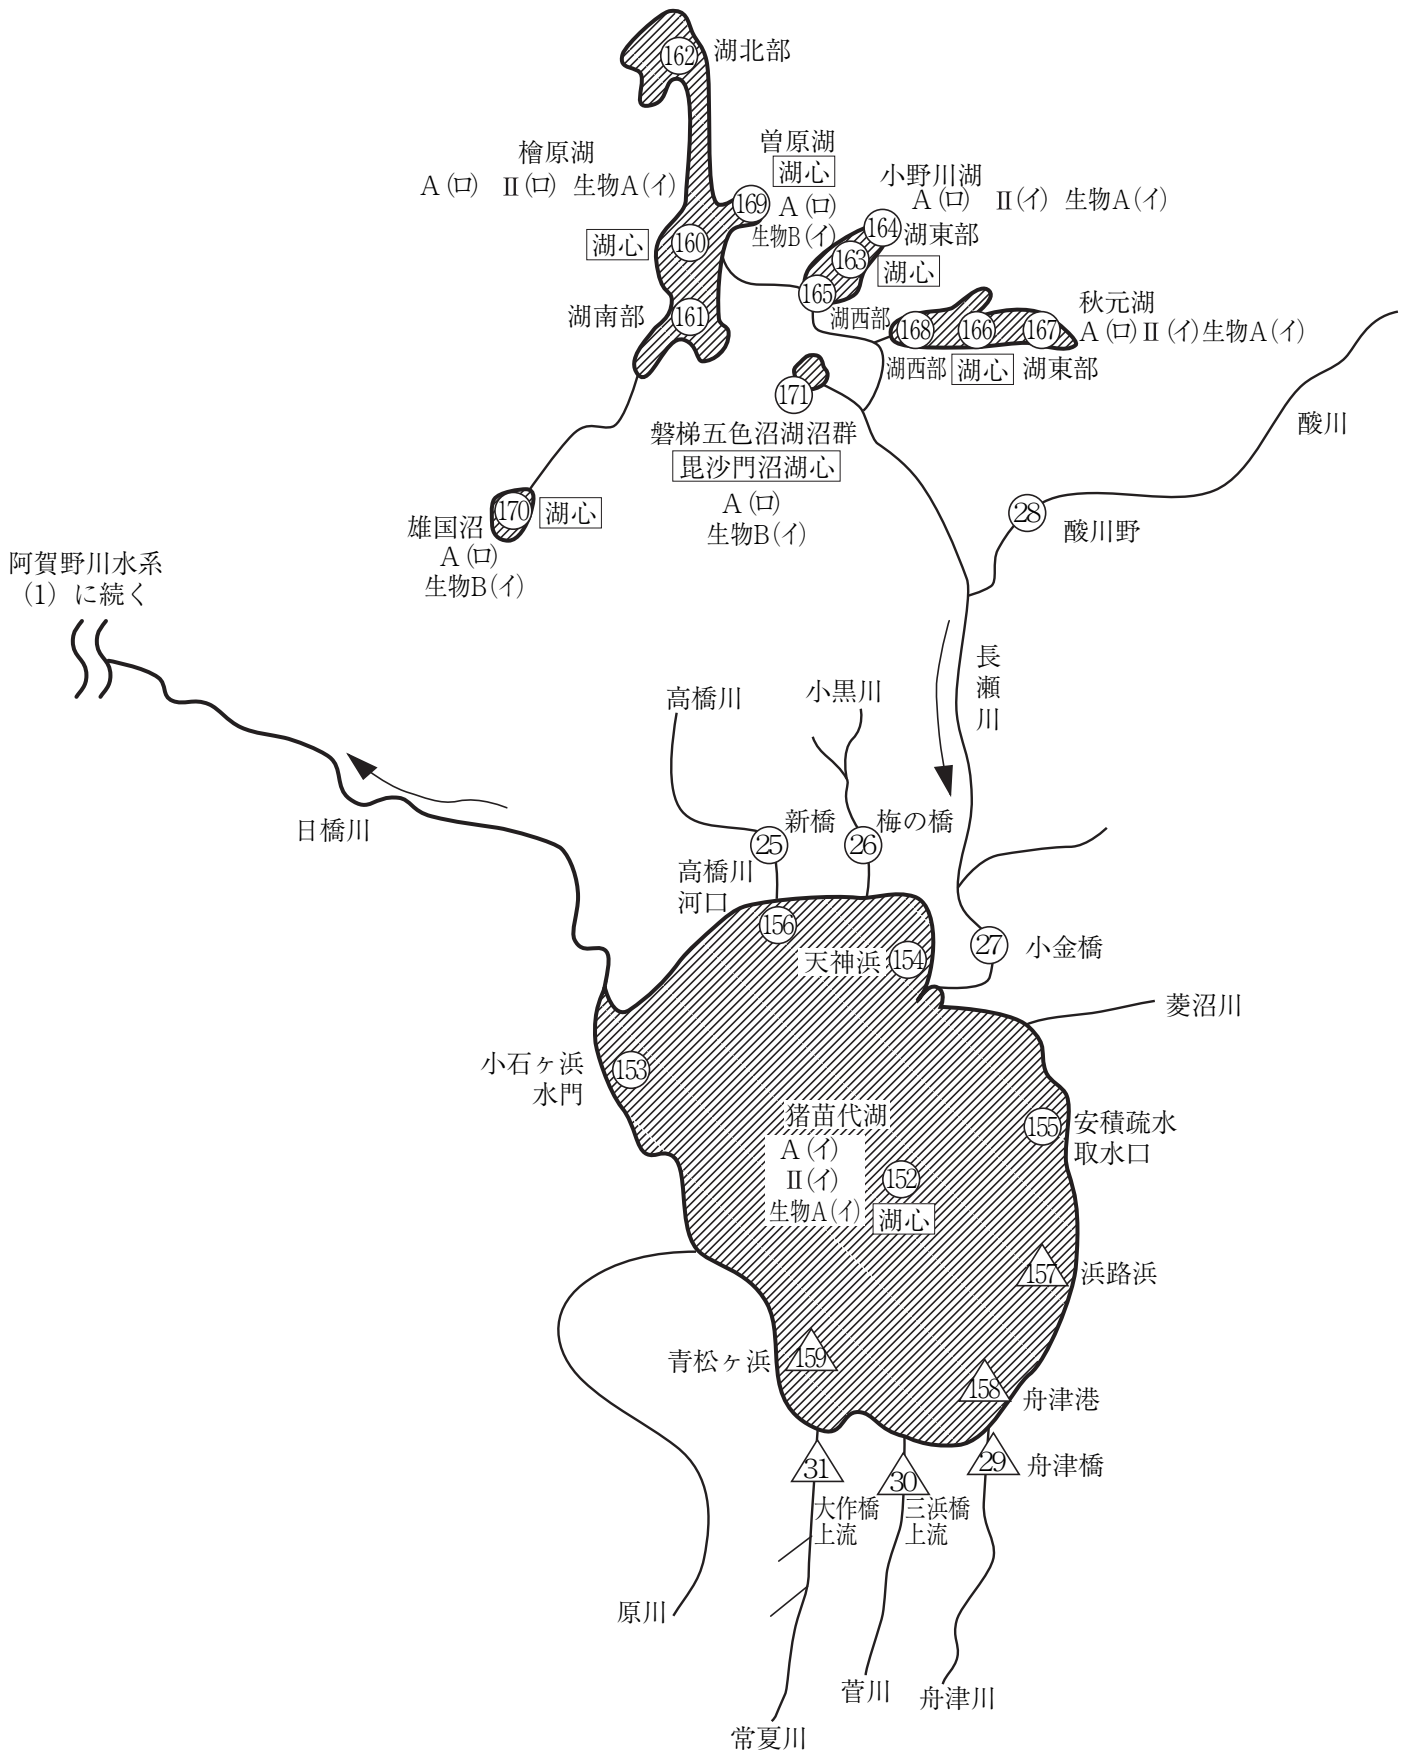 162 湖北部
檜原湖
A(ロ) II(ロ) 生物A(イ)
曽原湖
湖心
169 A(ロ)
生物B(イ)
小野川湖
A(ロ) II(イ) 生物A(イ)
164 湖東部
163 湖心
165
湖西部
湖心 160
湖南部 161
秋元湖
A(ロ) II(イ) 生物A(イ)
168 166 167
湖西部 湖心 湖東部
171
磐梯五色沼湖沼群
毘沙門沼湖心
A(ロ)
生物B(イ)
酸川
28 酸川野
170 湖心
雄国沼
A(ロ)
生物B(イ)
阿賀野川水系
(1)に続く
長瀬川
高橋川
小黒川
日橋川
新橋
25
梅の橋
26
高橋川
河口
156
天神浜 154
27 小金橋
菱沼川
小石ヶ浜
水門
153
猪苗代湖
A(イ)
II(イ)
生物A(イ)
152
湖心
155 安積疏水
取水口
157 浜路浜
青松ヶ浜 159
158 舟津港
31
大作橋
上流
30
三浜橋
上流
29 舟津橋
原川
菅川
舟津川
常夏川